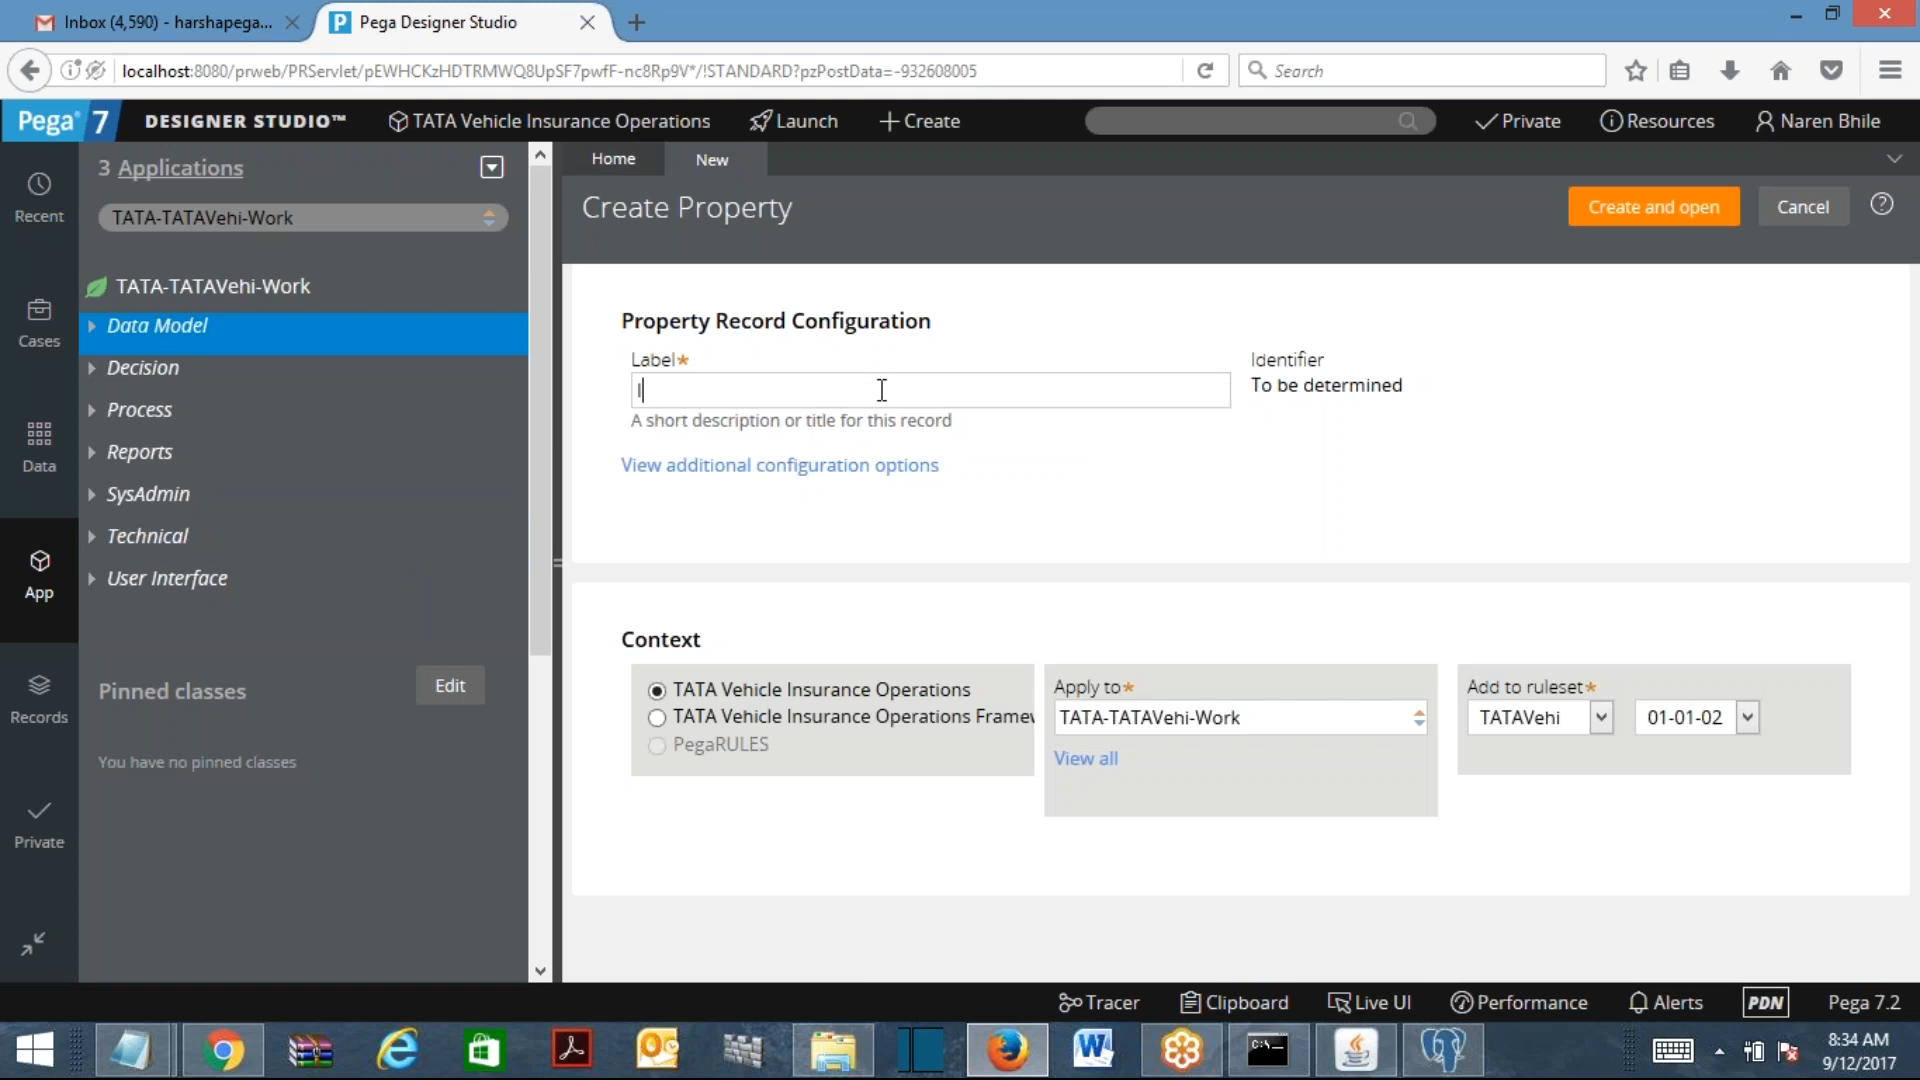 Inbox (4,590) - harshapega...
Pega Designer Studio
localhost:8080/prweb/PRServlet/pEWHCKzHDTRMWQ8UpSF7pwfF-nc8Rp9V*/!STANDARD?pzPostData=-932608005
Search
Pega 7
DESIGNER STUDIO™
TATA Vehicle Insurance Operations
Launch
Create
Private
Resources
Naren Bhile
3 Applications
TATA-TATAVehi-Work
TATA-TATAVehi-Work
Data Model
Decision
Process
Reports
SysAdmin
Technical
User Interface
Pinned classes
Edit
You have no pinned classes
Recent
Cases
Data
App
Records
Private
Home
New
Create Property
Create and open
Cancel
Property Record Configuration
Label*
A short description or title for this record
Identifier
To be determined
View additional configuration options
Context
TATA Vehicle Insurance Operations
TATA Vehicle Insurance Operations Framew
PegaRULES
Apply to*
TATA-TATAVehi-Work
View all
Add to ruleset*
TATAVehi
01-01-02
Tracer
Clipboard
Live UI
Performance
Alerts
PDN
Pega 7.2
8:34 AM
9/12/2017